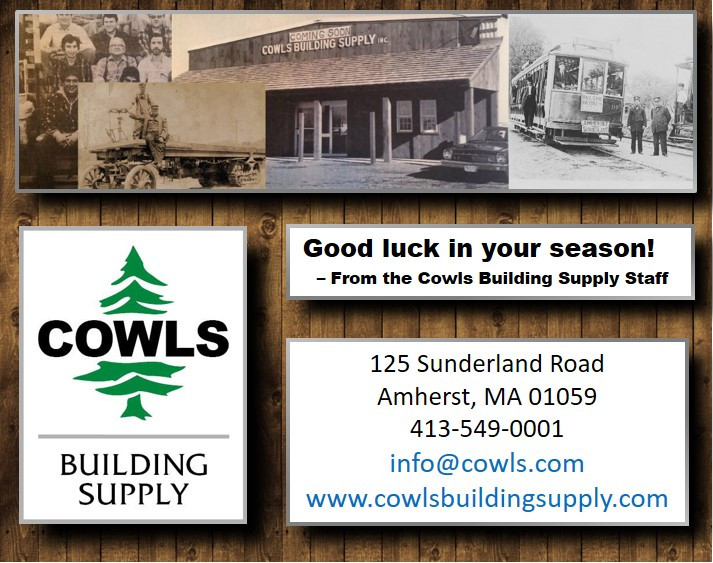 COMING SOON
COWLS BUILDING SUPPLY INC.
Good luck in your season!
– From the Cowls Building Supply Staff
COWLS
BUILDING
SUPPLY
125 Sunderland Road
Amherst, MA 01059
413-549-0001
info@cowls.com
www.cowlsbuildingsupply.com